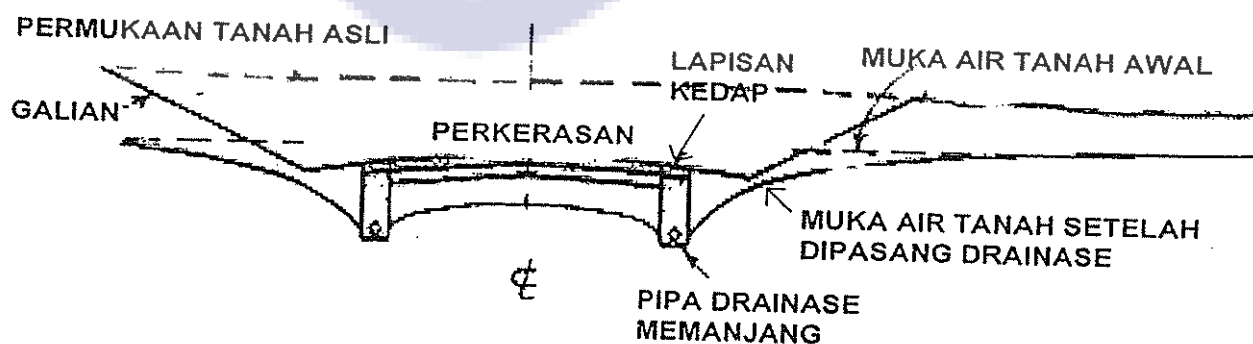 PERMUKAAN TANAH ASLI
LAPISAN
KEDAP
MUKA AIR TANAH AWAL
GALIAN
PERKERASAN
MUKA AIR TANAH SETELAH
DIPASANG DRAINASE
℄
PIPA DRAINASE
MEMANJANG